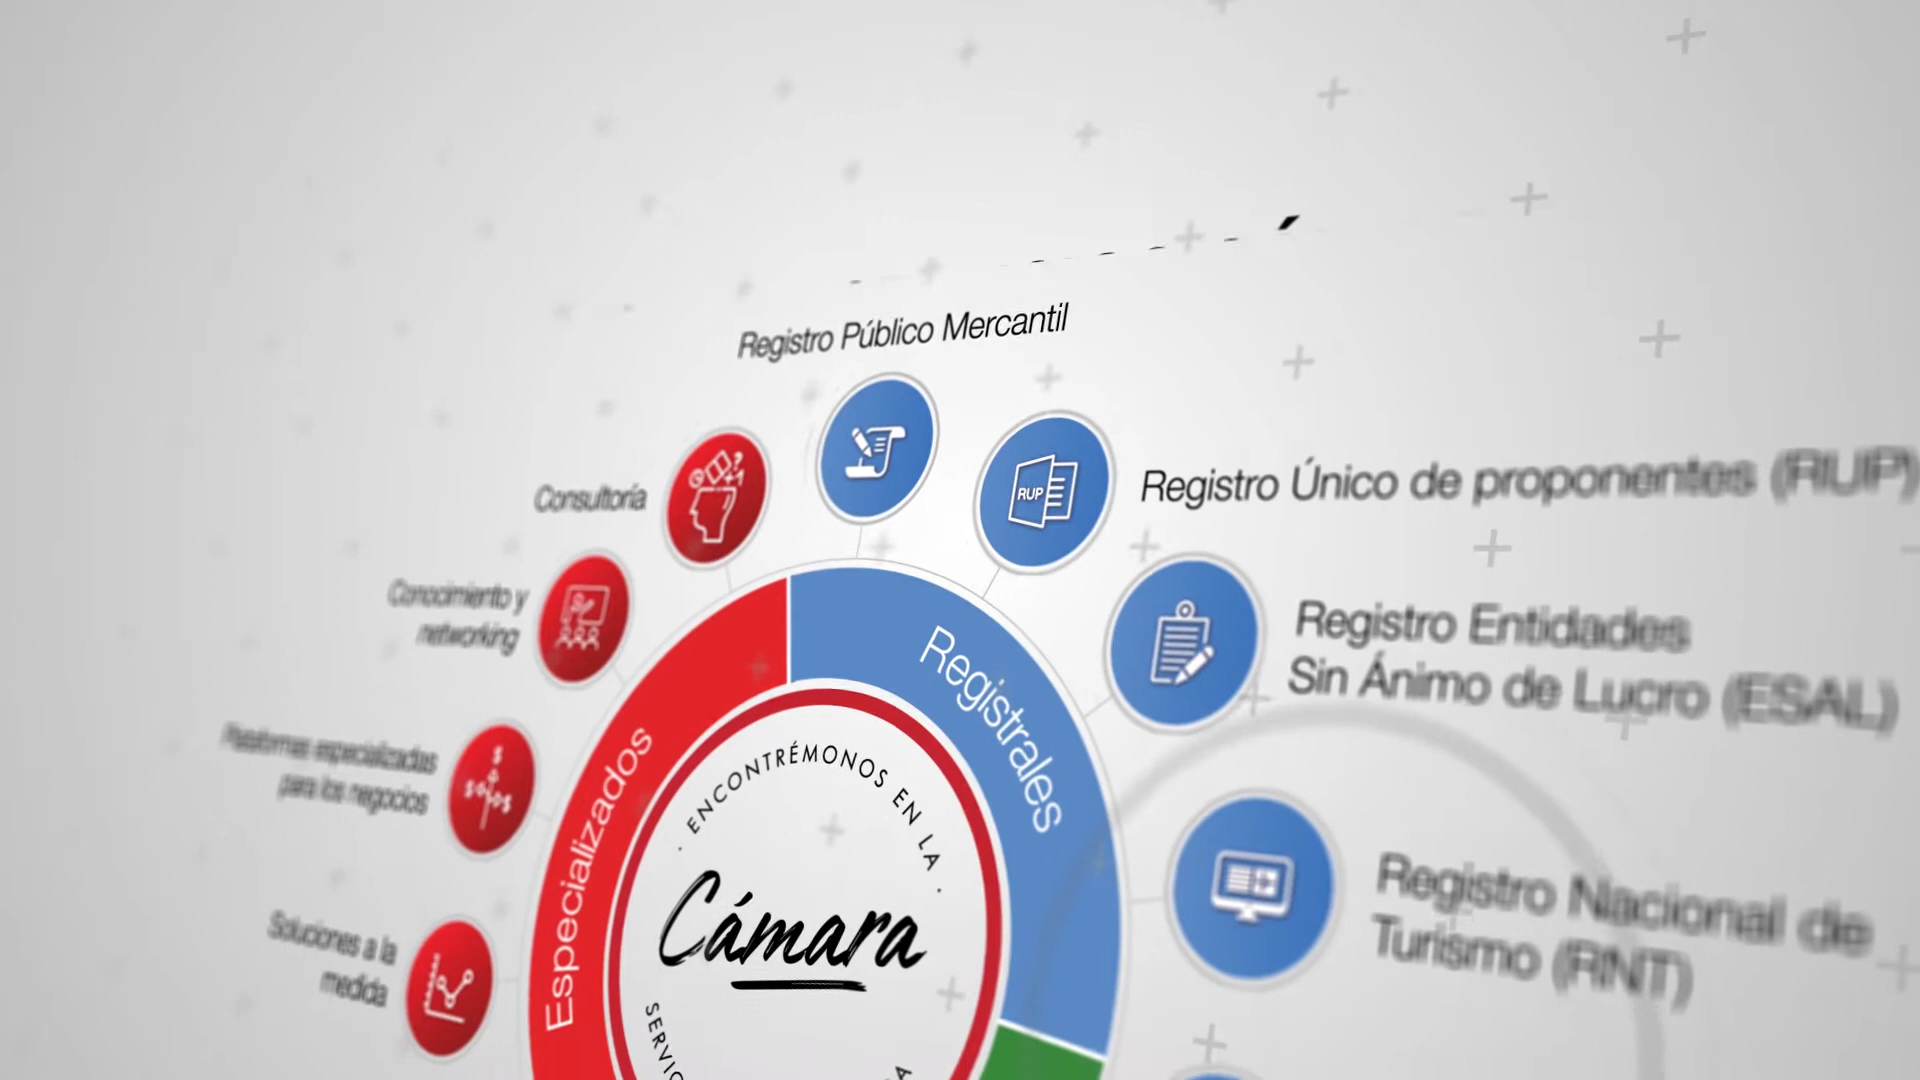 Registro Público Mercantil
Consultoría
RUP
Registro Único de proponentes (RUP)
Conocimiento y
networking
Registro Entidades
Sin Ánimo de Lucro (ESAL)
Plataformas especializadas
para los negocios
Registro Nacional de
Turismo (RNT)
Soluciones a la
medida
Especializados
Registrales
· ENCONTRÉMONOS EN LA ·
Cámara